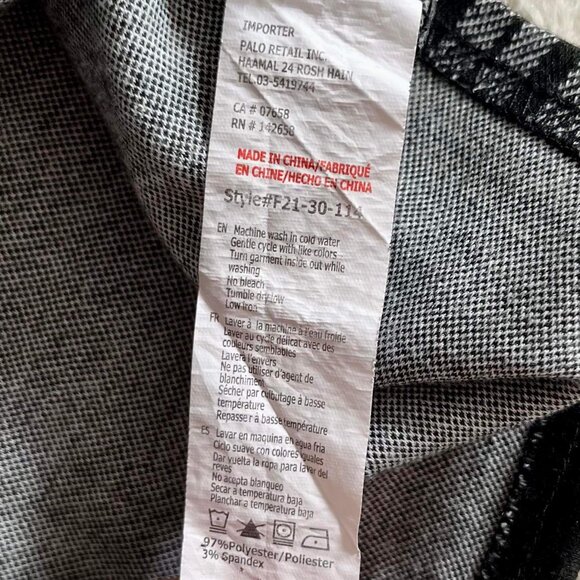 IMPORTER
PALO RETAIL INC.
HAAMAL 24 ROSH HAIN
TEL.03-5419744
CA # 07658
RN # 142658
MADE IN CHINA/FABRIQUÉ
EN CHINE/HECHO EN CHINA
Style#F21-30-114
EN Machine wash in cold water
Gentle cycle with like colors
Turn garment inside out while
washing
No bleach
Tumble dry low
Low iron
FR Laver à la machine à l'eau froide
Laver au cycle délicat avec des
couleurs semblables
Laver à l'envers
Ne pas utiliser d'agent de
blanchiment
Sécher par culbutage à basse
température
Repasser à basse température
ES Lavar en maquina en agua fria
Ciclo suave con colores iguales
Dar vuelta la ropa para lavar del
reves
No acepta blanqueo
Secar a temperatura baja
Planchar a temperatura baja
97%Polyester/Poliester
3% Spandex